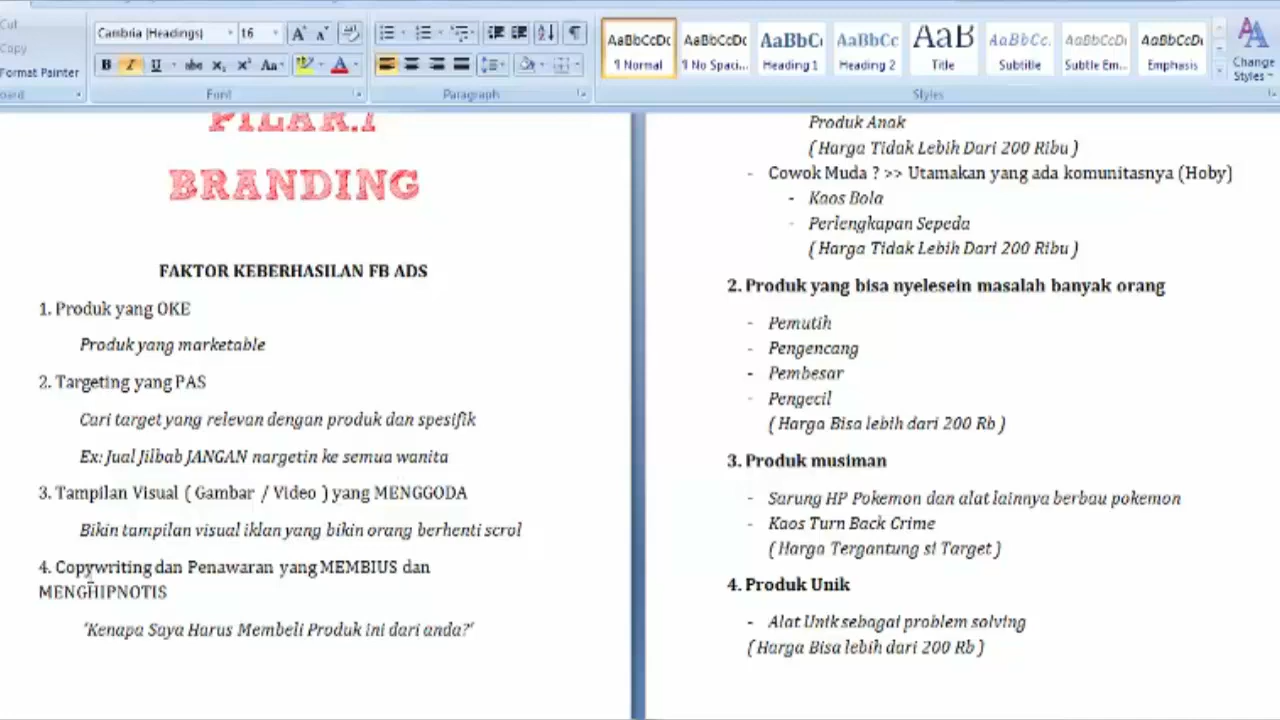 Cut
Copy
Format Painter
Cambria (Headings)
16
Font
Paragraph
AaBbCcDc
¶ Normal
AaBbCcDc
¶ No Spaci...
AaBbC
Heading 1
AaBbCc
Heading 2
AaB
Title
AaBbCc.
Subtitle
AaBbCcDi
Subtle Em...
AaBbCcDi
Emphasis
Change
Styles
Styles
PILAR.1
BRANDING
FAKTOR KEBERHASILAN FB ADS
1. Produk yang OKE
Produk yang marketable
2. Targeting yang PAS
Cari target yang relevan dengan produk dan spesifik
Ex: Jual Jilbab JANGAN nargetin ke semua wanita
3. Tampilan Visual ( Gambar / Video ) yang MENGGODA
Bikin tampilan visual iklan yang bikin orang berhenti scrol
4. Copywriting dan Penawaran yang MEMBIUS dan
MENGHIPNOTIS
"Kenapa Saya Harus Membeli Produk ini dari anda?"
Produk Anak
( Harga Tidak Lebih Dari 200 Ribu )
- Cowok Muda ? >> Utamakan yang ada komunitasnya (Hoby)
- Kaos Bola
- Perlengkapan Sepeda
( Harga Tidak Lebih Dari 200 Ribu )
2. Produk yang bisa nyelesein masalah banyak orang
- Pemutih
- Pengencang
- Pembesar
- Pengecil
( Harga Bisa lebih dari 200 Rb )
3. Produk musiman
- Sarung HP Pokemon dan alat lainnya berbau pokemon
- Kaos Turn Back Crime
( Harga Tergantung si Target )
4. Produk Unik
- Alat Unik sebagai problem solving
( Harga Bisa lebih dari 200 Rb )